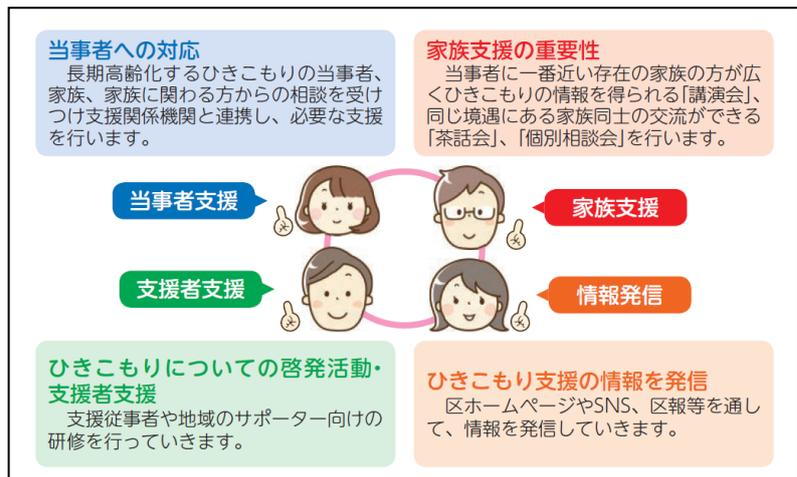 当事者への対応
長期高齢化するひきこもりの当事者、
家族、家族に関わる方からの相談を受け
つけ支援関係機関と連携し、必要な支援
を行います。
家族支援の重要性
当事者に一番近い存在の家族の方が広
くひきこもりの情報を得られる「講演会」、
同じ境遇にある家族同士の交流ができる
「茶話会」、「個別相談会」を行います。
当事者支援
家族支援
支援者支援
情報発信
ひきこもりについての啓発活動・
支援者支援
支援従事者や地域のサポーター向けの
研修を行っていきます。
ひきこもり支援の情報を発信
区ホームページやSNS、区報等を通し
て、情報を発信していきます。